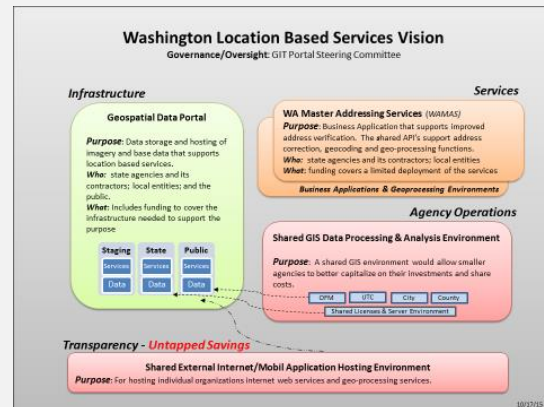 Washington Location Based Services Vision
Governance/Oversight: GIT Portal Steering Committee
Infrastructure
Geospatial Data Portal
Purpose: Data storage and hosting of
imagery and base data that supports
location based services.
Who: state agencies and its
contractors; local entities; and the
public.
What: Includes funding to cover the
infrastructure needed to support the
purpose
Staging State Public
Services Services Services
Data Data Data
Services
WA Master Addressing Services (WAMAS)
Purpose: Business Application that supports improved
address verification. The shared API's support address
correction, geocoding and geo-processing functions.
Who: state agencies and its contractors; local entities
What: funding covers a limited deployment of the services
Business Applications & Geoprocessing Environments
Agency Operations
Shared GIS Data Processing & Analysis Environment
Purpose: A shared GIS environment would allow smaller
agencies to better capitalize on their investments and share
costs.
OFM UTC City County
Shared Licenses & Server Environment
Transparency - Untapped Savings
Shared External Internet/Mobil Application Hosting Environment
Purpose: For hosting individual organizations Internet web services and geo-processing services.
10/17/15